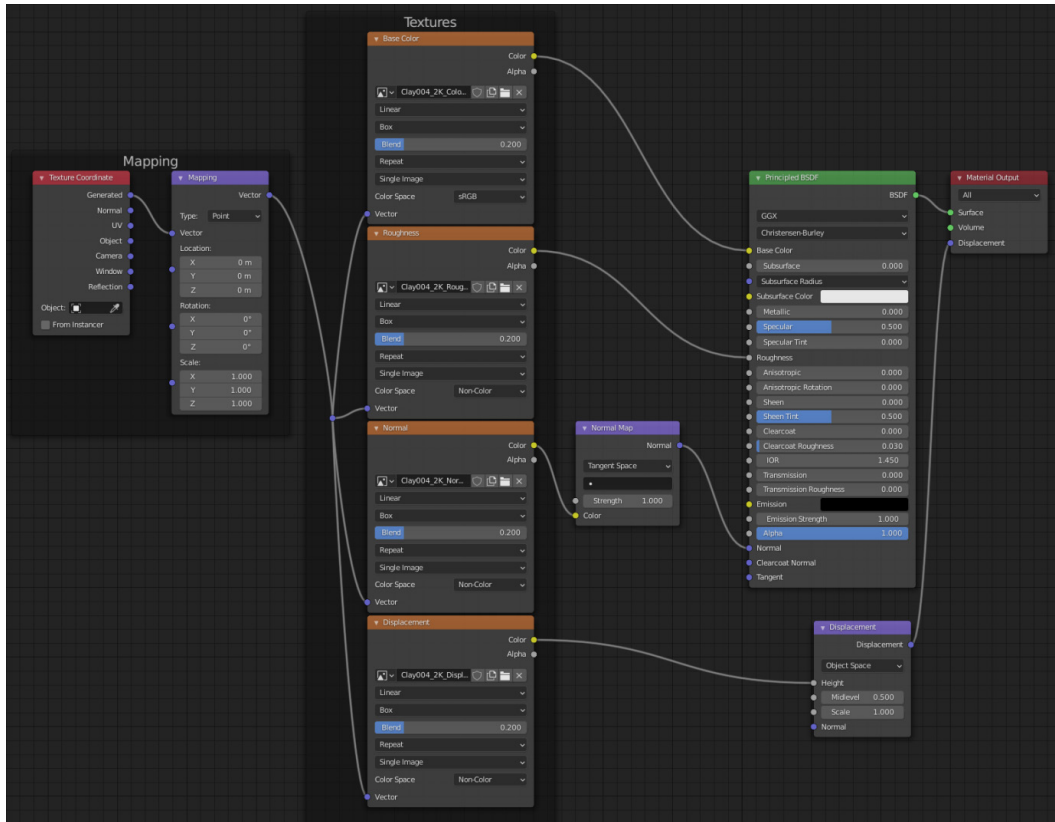 Mapping
Texture Coordinate
Generated
Normal
UV
Object
Camera
Window
Reflection
Object:
From Instancer
Mapping
Vector
Type: Point
Vector
Location:
X 0 m
Y 0 m
Z 0 m
Rotation:
X 0°
Y 0°
Z 0°
Scale:
X 1.000
Y 1.000
Z 1.000
Textures
Base Color
Color
Alpha
Clay004_2K_Colo...
Linear
Box
Blend 0.200
Repeat
Single Image
Color Space sRGB
Vector
Roughness
Color
Alpha
Clay004_2K_Roug...
Linear
Box
Blend 0.200
Repeat
Single Image
Color Space Non-Color
Vector
Normal
Color
Alpha
Clay004_2K_Nor...
Linear
Box
Blend 0.200
Repeat
Single Image
Color Space Non-Color
Vector
Displacement
Color
Alpha
Clay004_2K_Displ...
Linear
Box
Blend 0.200
Repeat
Single Image
Color Space Non-Color
Vector
Normal Map
Normal
Tangent Space
Strength 1.000
Color
Principled BSDF
BSDF
GGX
Christensen-Burley
Base Color
Subsurface 0.000
Subsurface Radius
Subsurface Color
Metallic 0.000
Specular 0.500
Specular Tint 0.000
Roughness
Anisotropic 0.000
Anisotropic Rotation 0.000
Sheen 0.000
Sheen Tint 0.500
Clearcoat 0.000
Clearcoat Roughness 0.030
IOR 1.450
Transmission 0.000
Transmission Roughness 0.000
Emission
Emission Strength 1.000
Alpha 1.000
Normal
Clearcoat Normal
Tangent
Displacement
Displacement
Object Space
Height
Midlevel 0.500
Scale 1.000
Normal
Material Output
All
Surface
Volume
Displacement